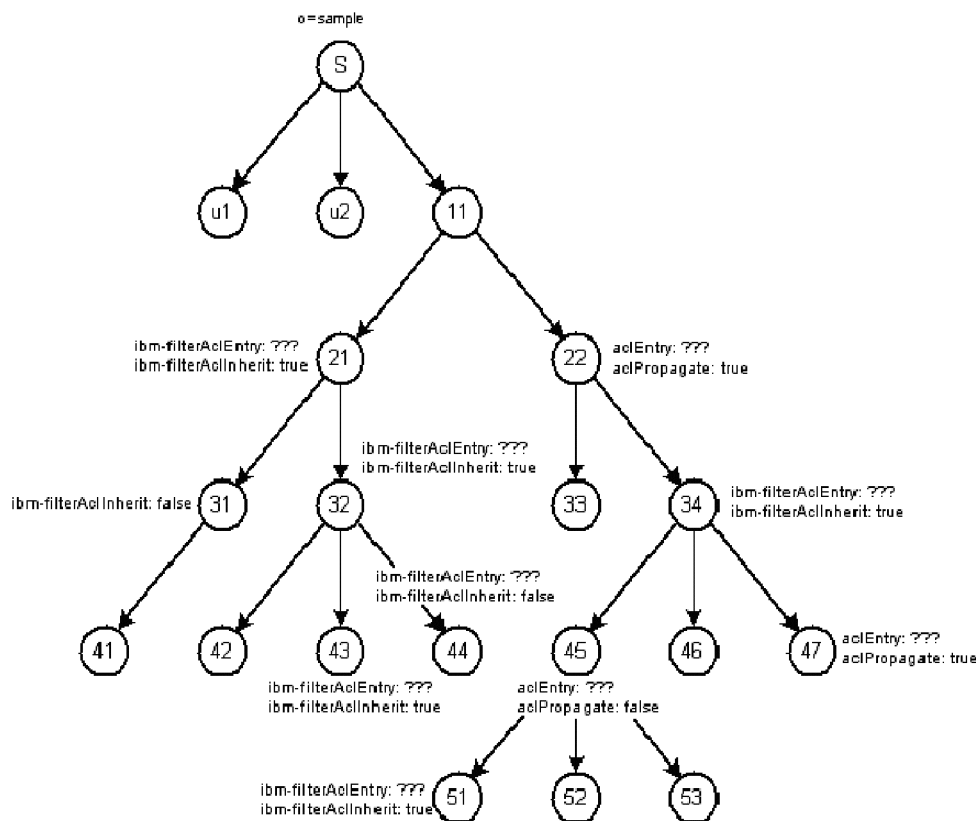 o=sample
S
u1
u2
11
ibm-filterAclEntry: ???
ibm-filterAclInherit: true
21
22
aclEntry: ???
aclPropagate: true
ibm-filterAclEntry: ???
ibm-filterAclInherit: true
ibm-filterAclInherit: false
31
32
33
34
ibm-filterAclEntry: ???
ibm-filterAclInherit: true
ibm-filterAclEntry: ???
ibm-filterAclInherit: false
41
42
43
44
45
46
47
aclEntry: ???
aclPropagate: true
ibm-filterAclEntry: ???
ibm-filterAclInherit: true
aclEntry: ???
aclPropagate: false
ibm-filterAclEntry: ???
ibm-filterAclInherit: true
51
52
53